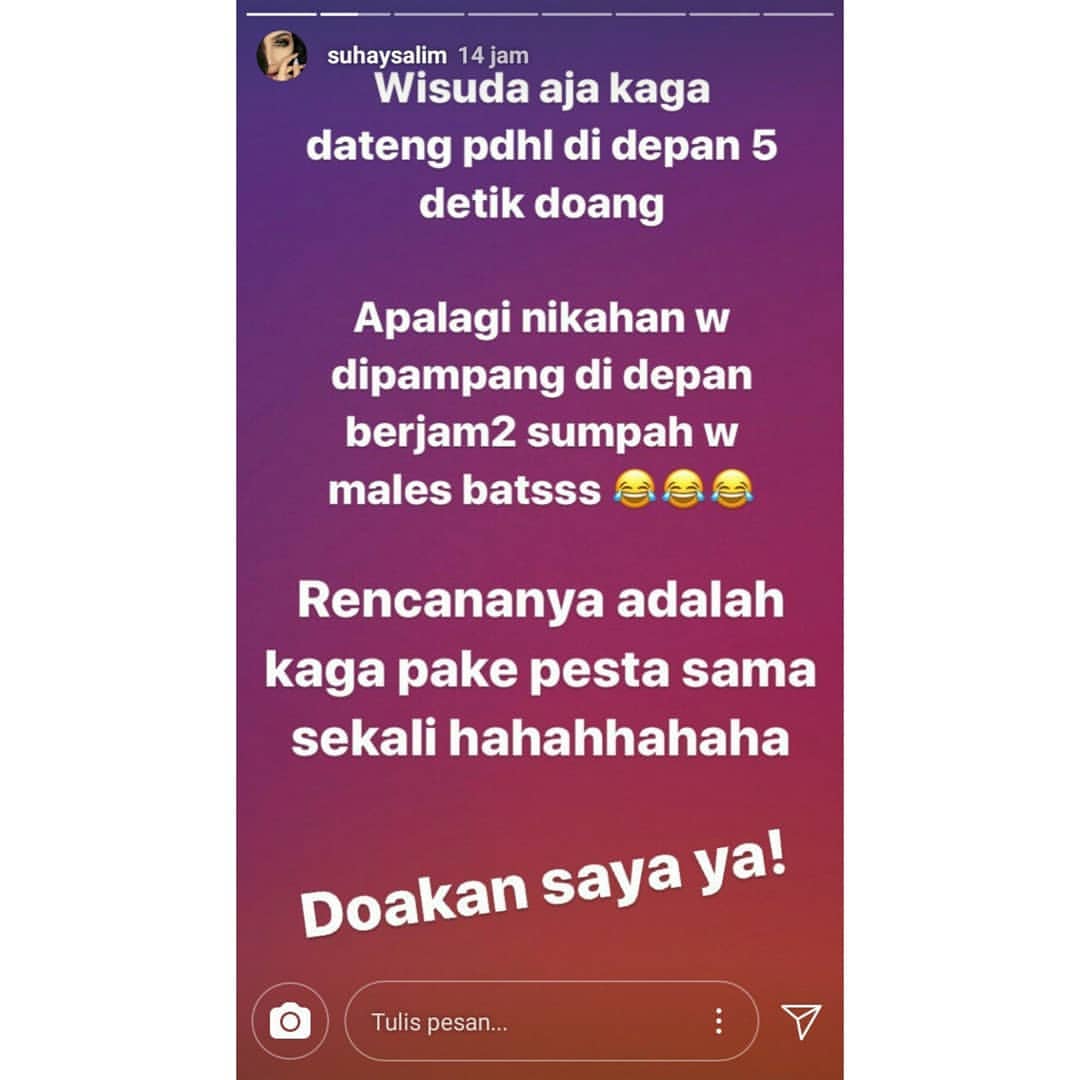 suhaysalim 14 jam
Wisuda aja kaga
dateng pdhl di depan 5
detik doang
Apalagi nikahan w
dipampang di depan
berjam2 sumpah w
males batsss 😂😂😂
Rencananya adalah
kaga pake pesta sama
sekali hahahhahaha
Doakan saya ya!
Tulis pesan...